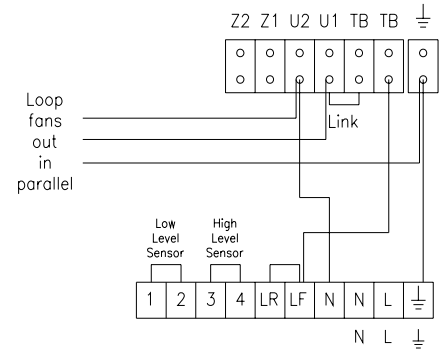 Z2 Z1 U2 U1 TB TB
Loop
fans
out
in
parallel
Link
Low
Level
Sensor
High
Level
Sensor
1 2 3 4 LR LF N N L
N L